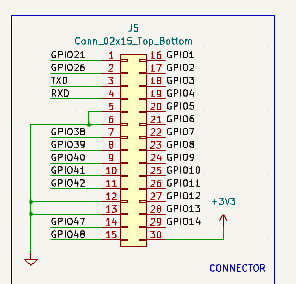 J5
Conn_02x15_Top_Bottom
GPIO21 1 16 GPIO1
GPIO26 2 17 GPIO2
TXD 3 18 GPIO3
RXD 4 19 GPIO4
5 20 GPIO5
6 21 GPIO6
GPIO38 7 22 GPIO7
GPIO39 8 23 GPIO8
GPIO40 9 24 GPIO9
GPIO41 10 25 GPIO10
GPIO42 11 26 GPIO11
12 27 GPIO12
13 28 GPIO13
GPIO47 14 29 GPIO14
GPIO48 15 30
+3V3
CONNECTOR